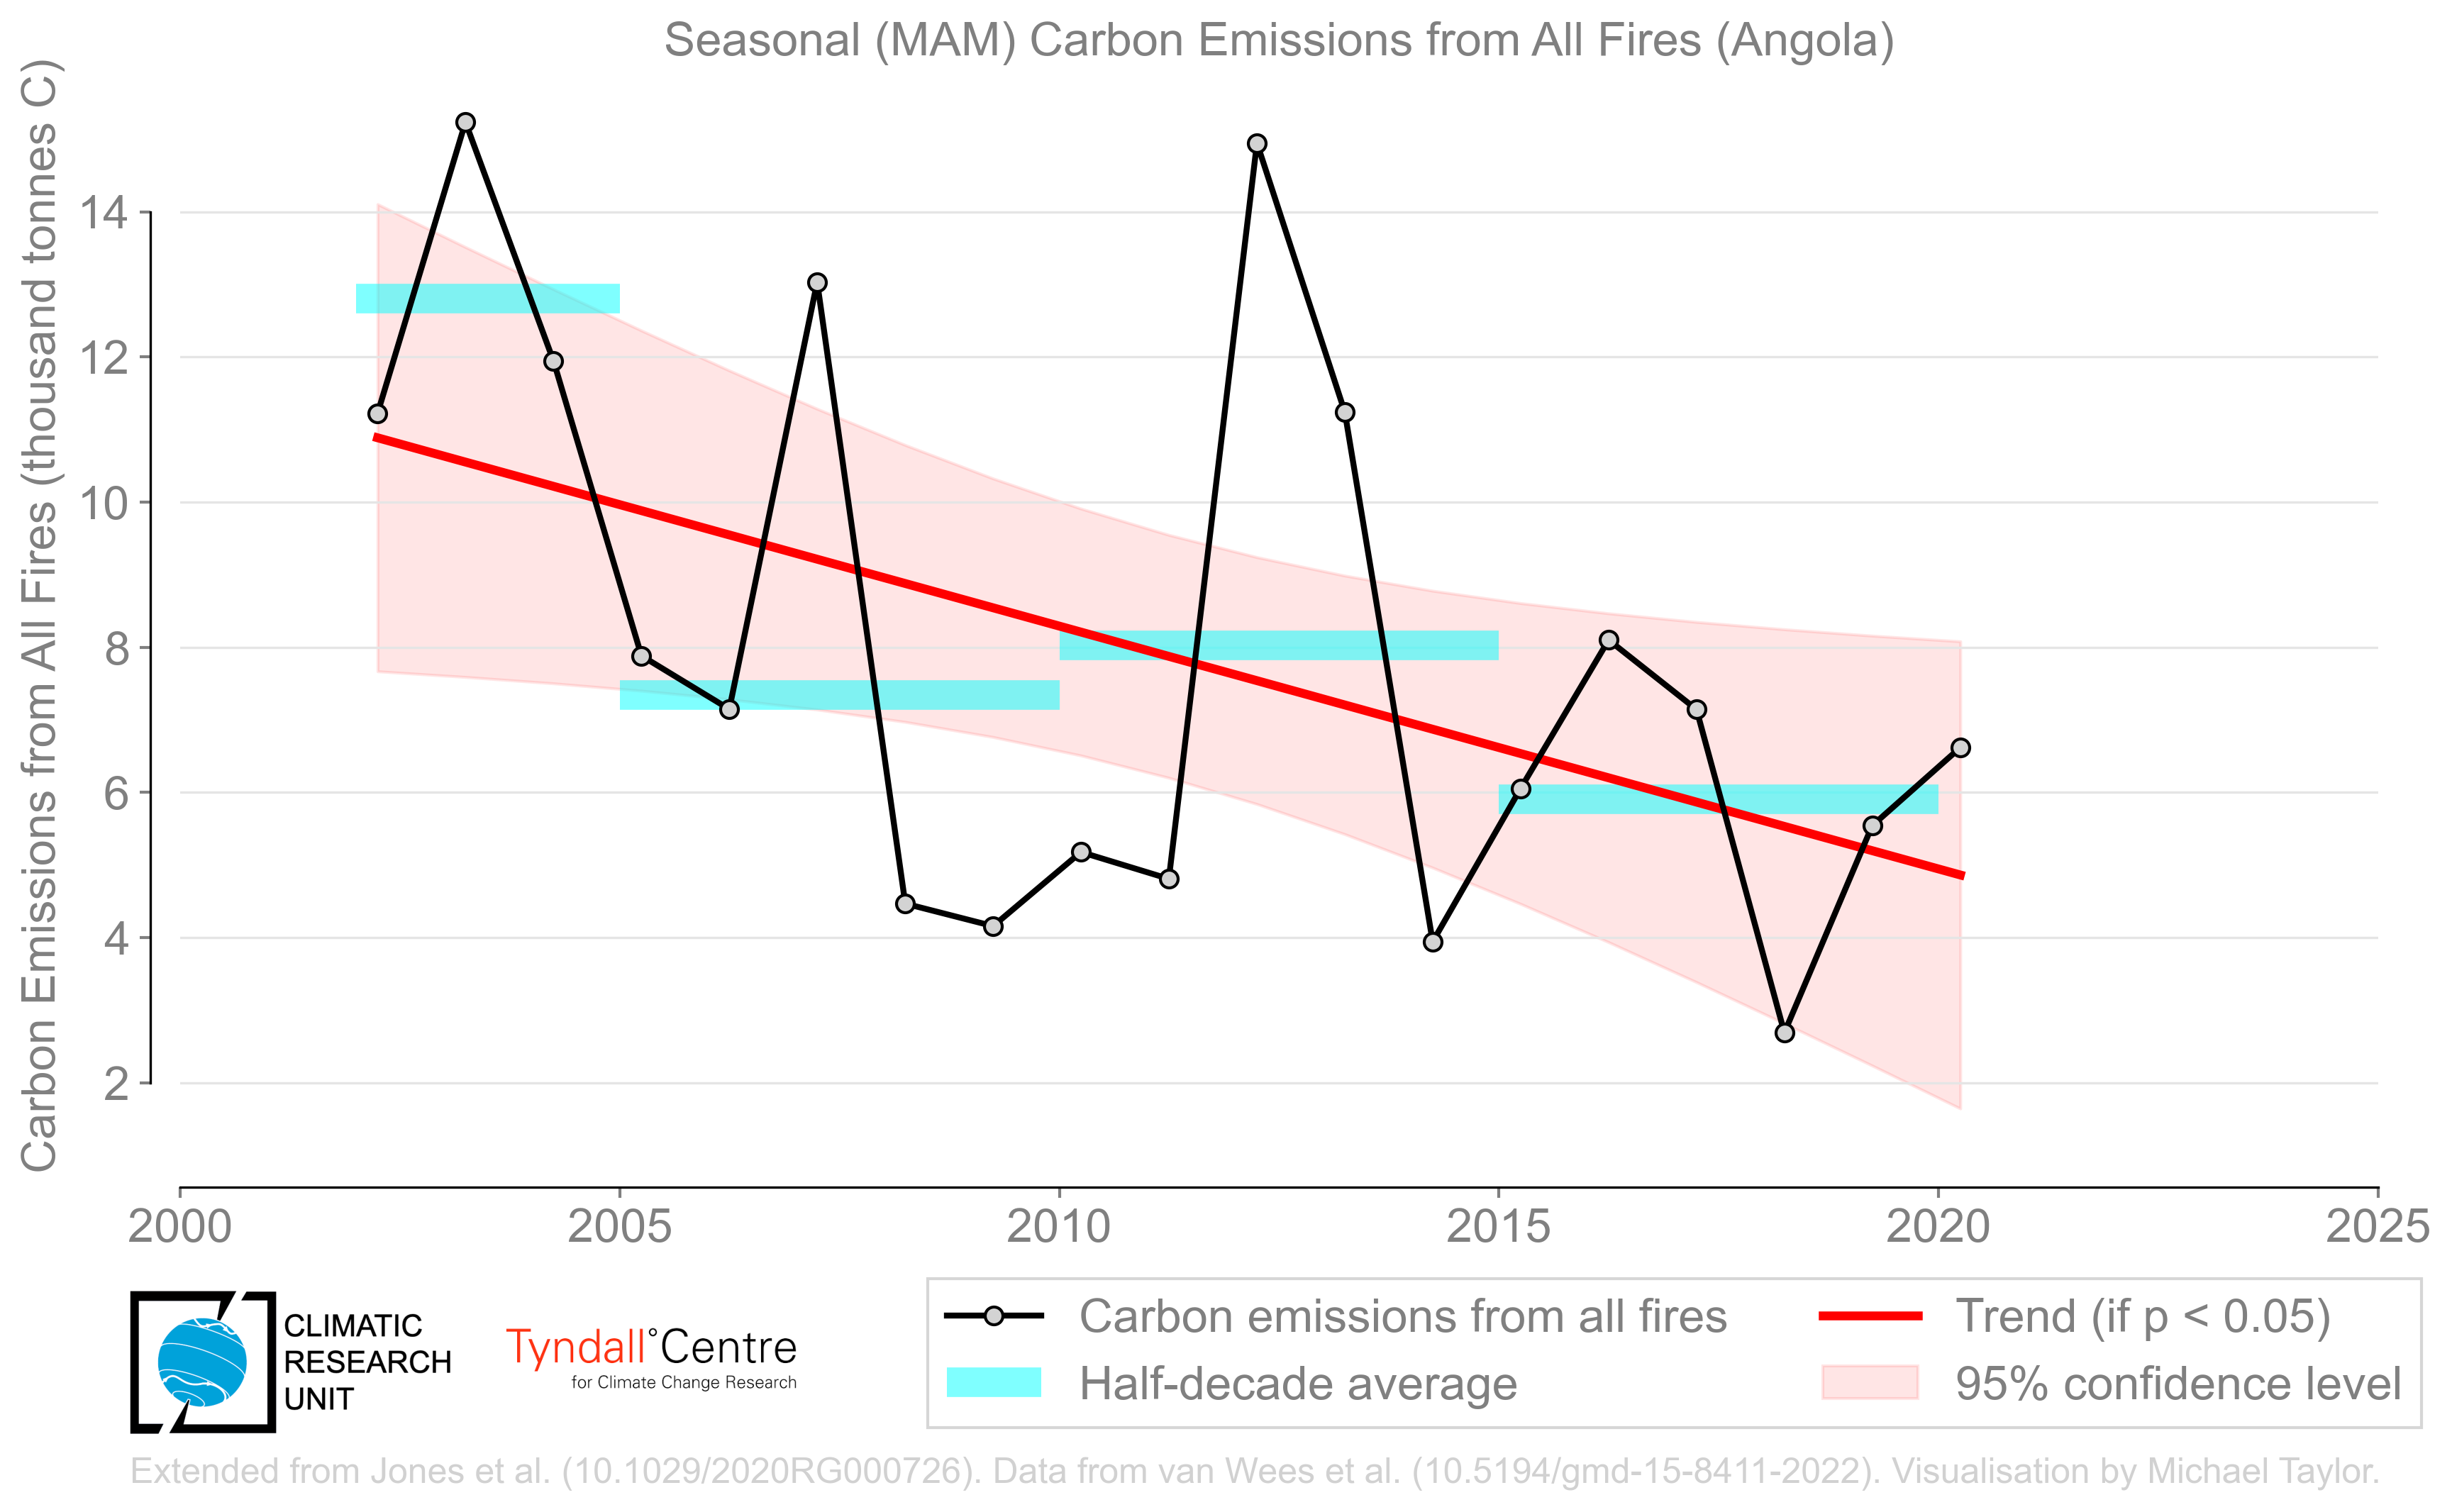 Seasonal (MAM) Carbon Emissions from All Fires (Angola)
Carbon Emissions from All Fires (thousand tonnes C)
14
12
10
8
6
4
2
2000 2005 2010 2015 2020 2025
CLIMATIC
RESEARCH
UNIT
Tyndall°Centre
for Climate Change Research
Carbon emissions from all fires
Half-decade average
Trend (if p < 0.05)
95% confidence level
Extended from Jones et al. (10.1029/2020RG000726). Data from van Wees et al. (10.5194/gmd-15-8411-2022). Visualisation by Michael Taylor.